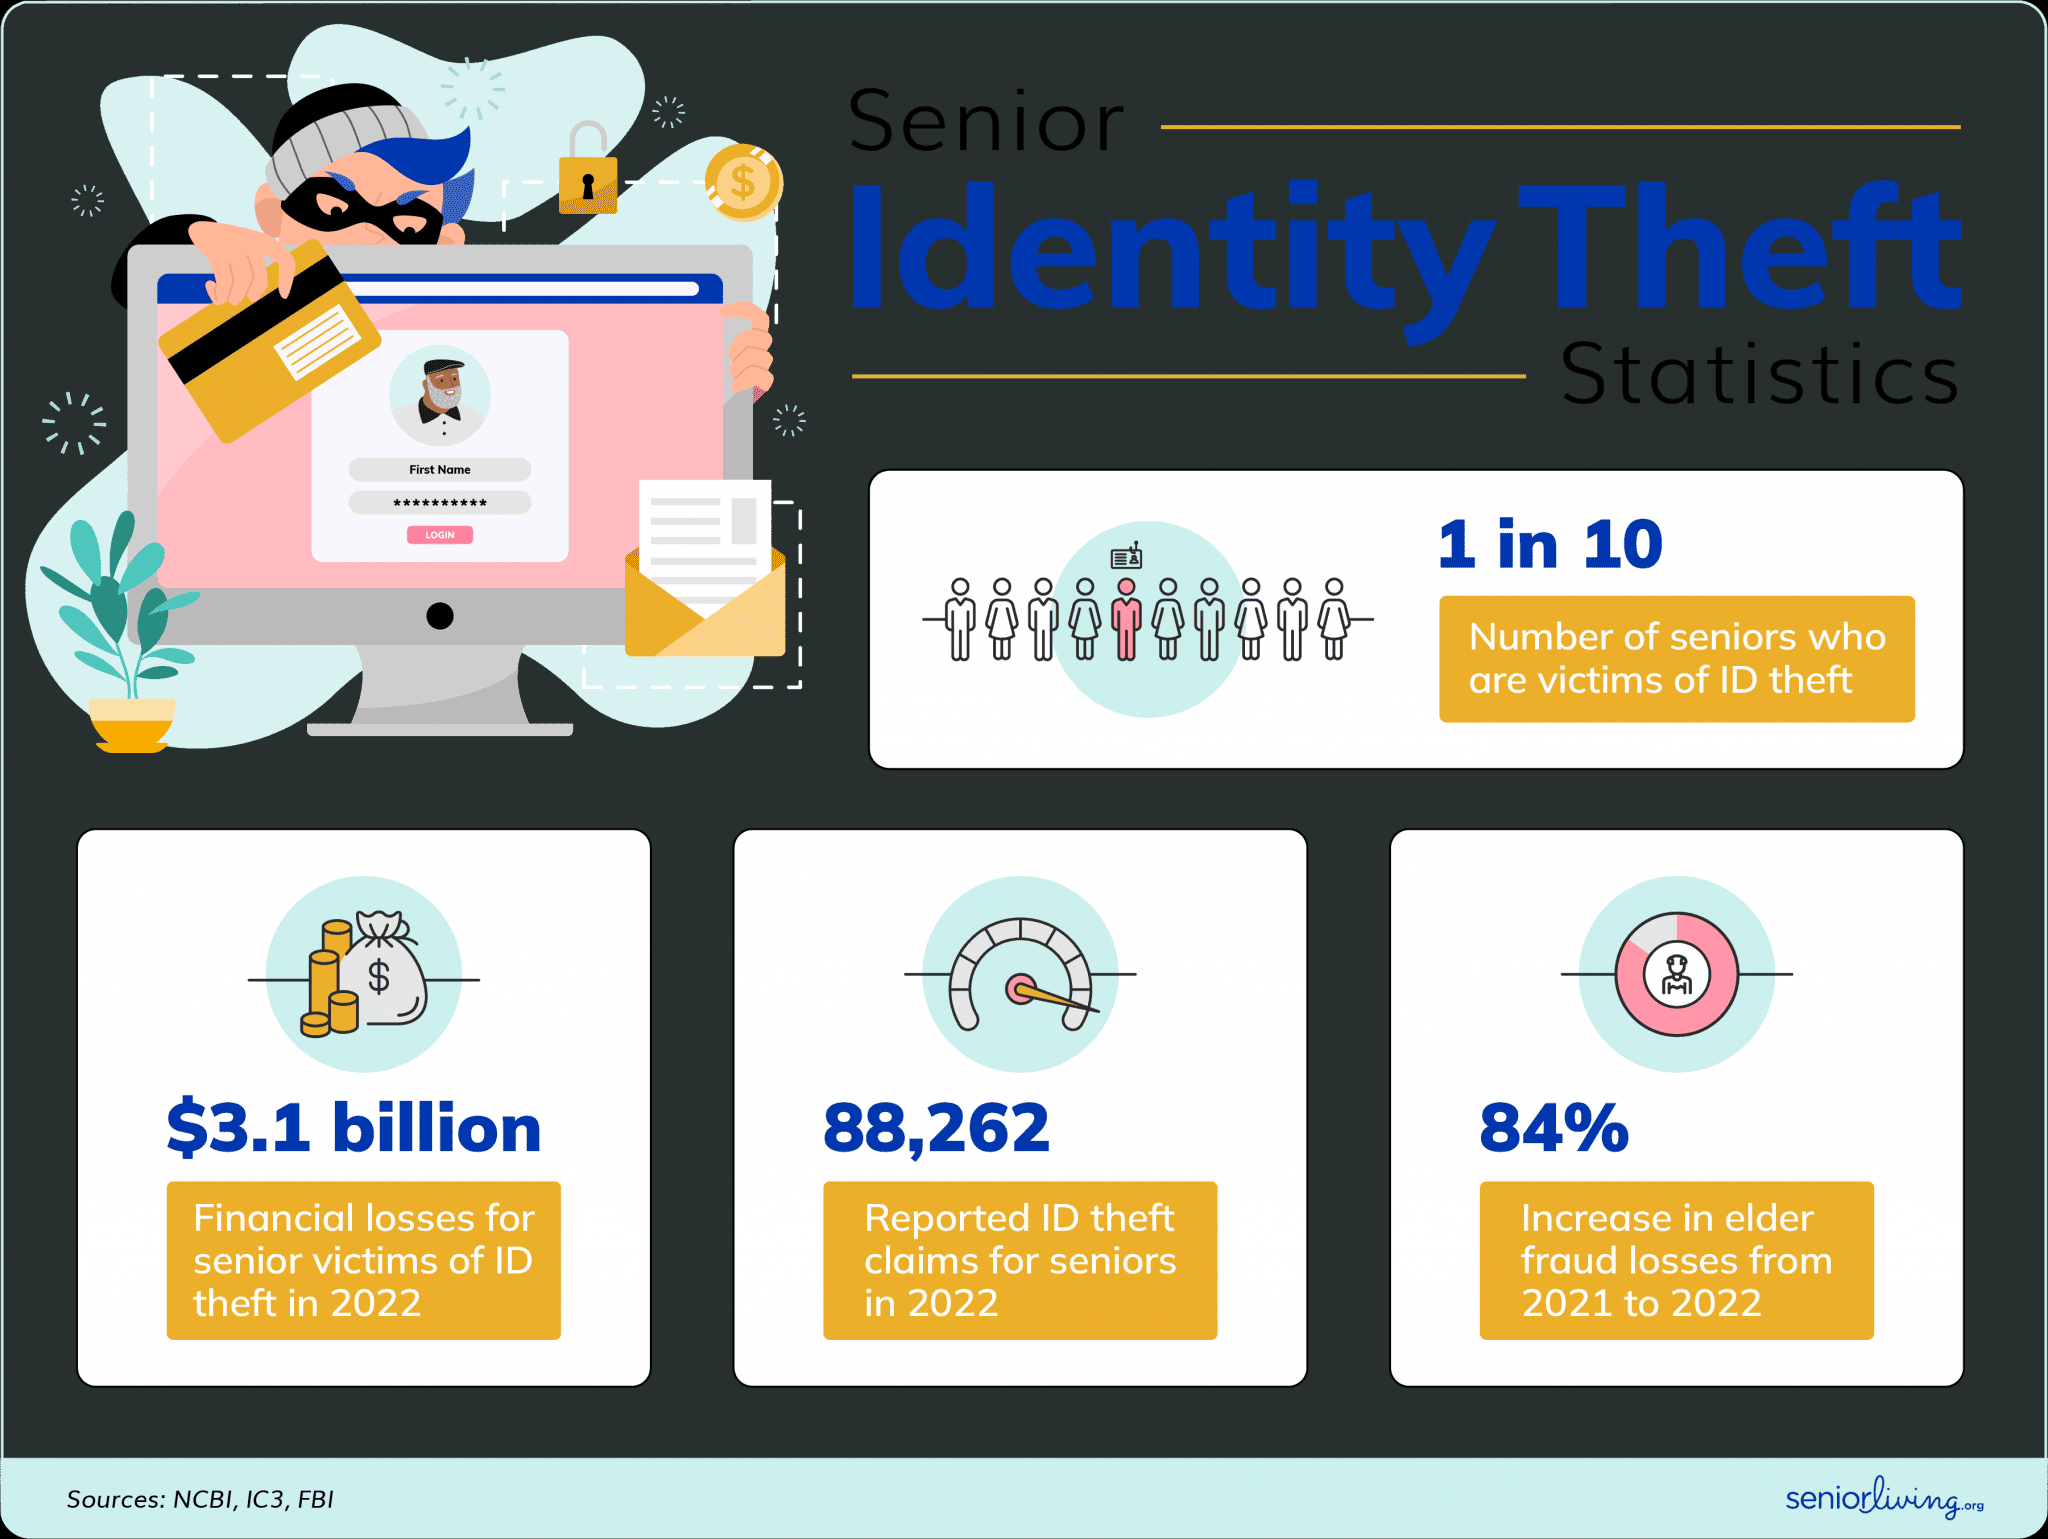 Senior
Identity Theft
Statistics
First Name
**********
LOGIN
$
1 in 10
Number of seniors who
are victims of ID theft
$
$3.1 billion
Financial losses for
senior victims of ID
theft in 2022
88,262
Reported ID theft
claims for seniors
in 2022
84%
Increase in elder
fraud losses from
2021 to 2022
Sources: NCBI, IC3, FBI
seniorliving.org